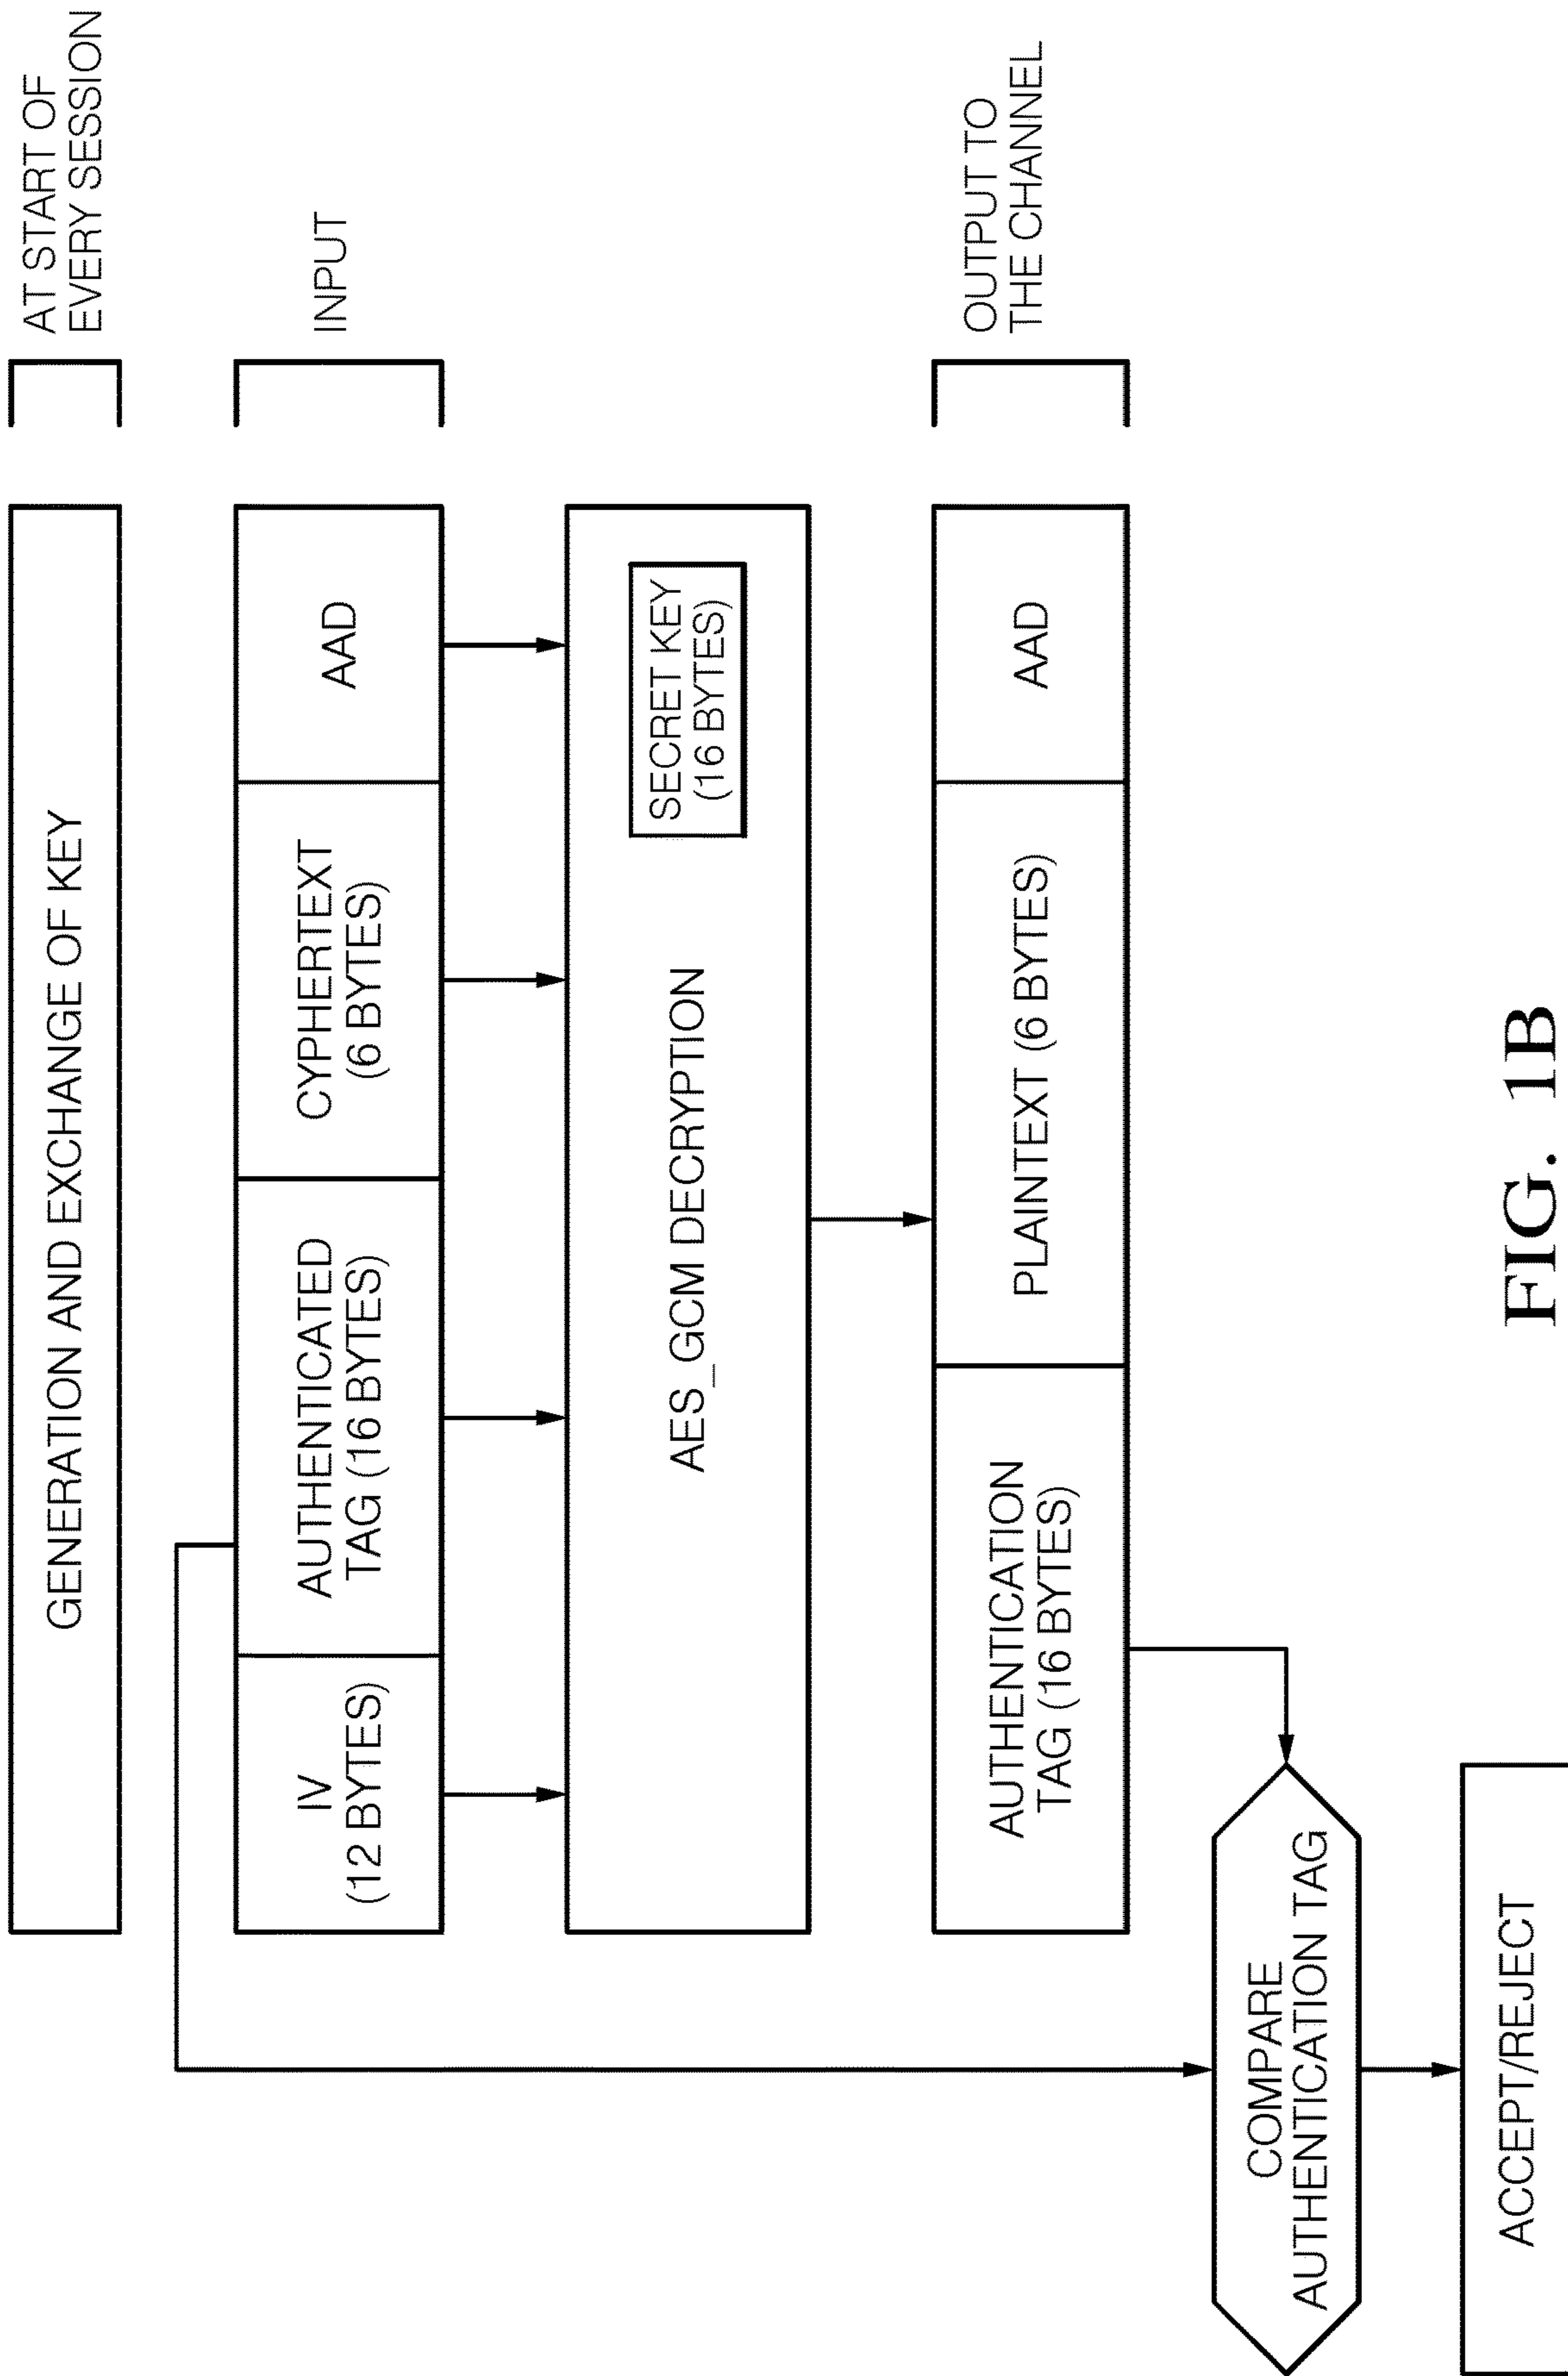 GENERATION AND EXCHANGE OF KEY
AT START OF
EVERY SESSION
IV
(12 BYTES)
AUTHENTICATED
TAG (16 BYTES)
CYPHERTEXT
(6 BYTES)
AAD
INPUT
AES_GCM DECRYPTION
SECRET KEY
(16 BYTES)
AUTHENTICATION
TAG (16 BYTES)
PLAINTEXT (6 BYTES)
AAD
OUTPUT TO
THE CHANNEL
COMPARE
AUTHENTICATION TAG
ACCEPT/REJECT
FIG. 1B